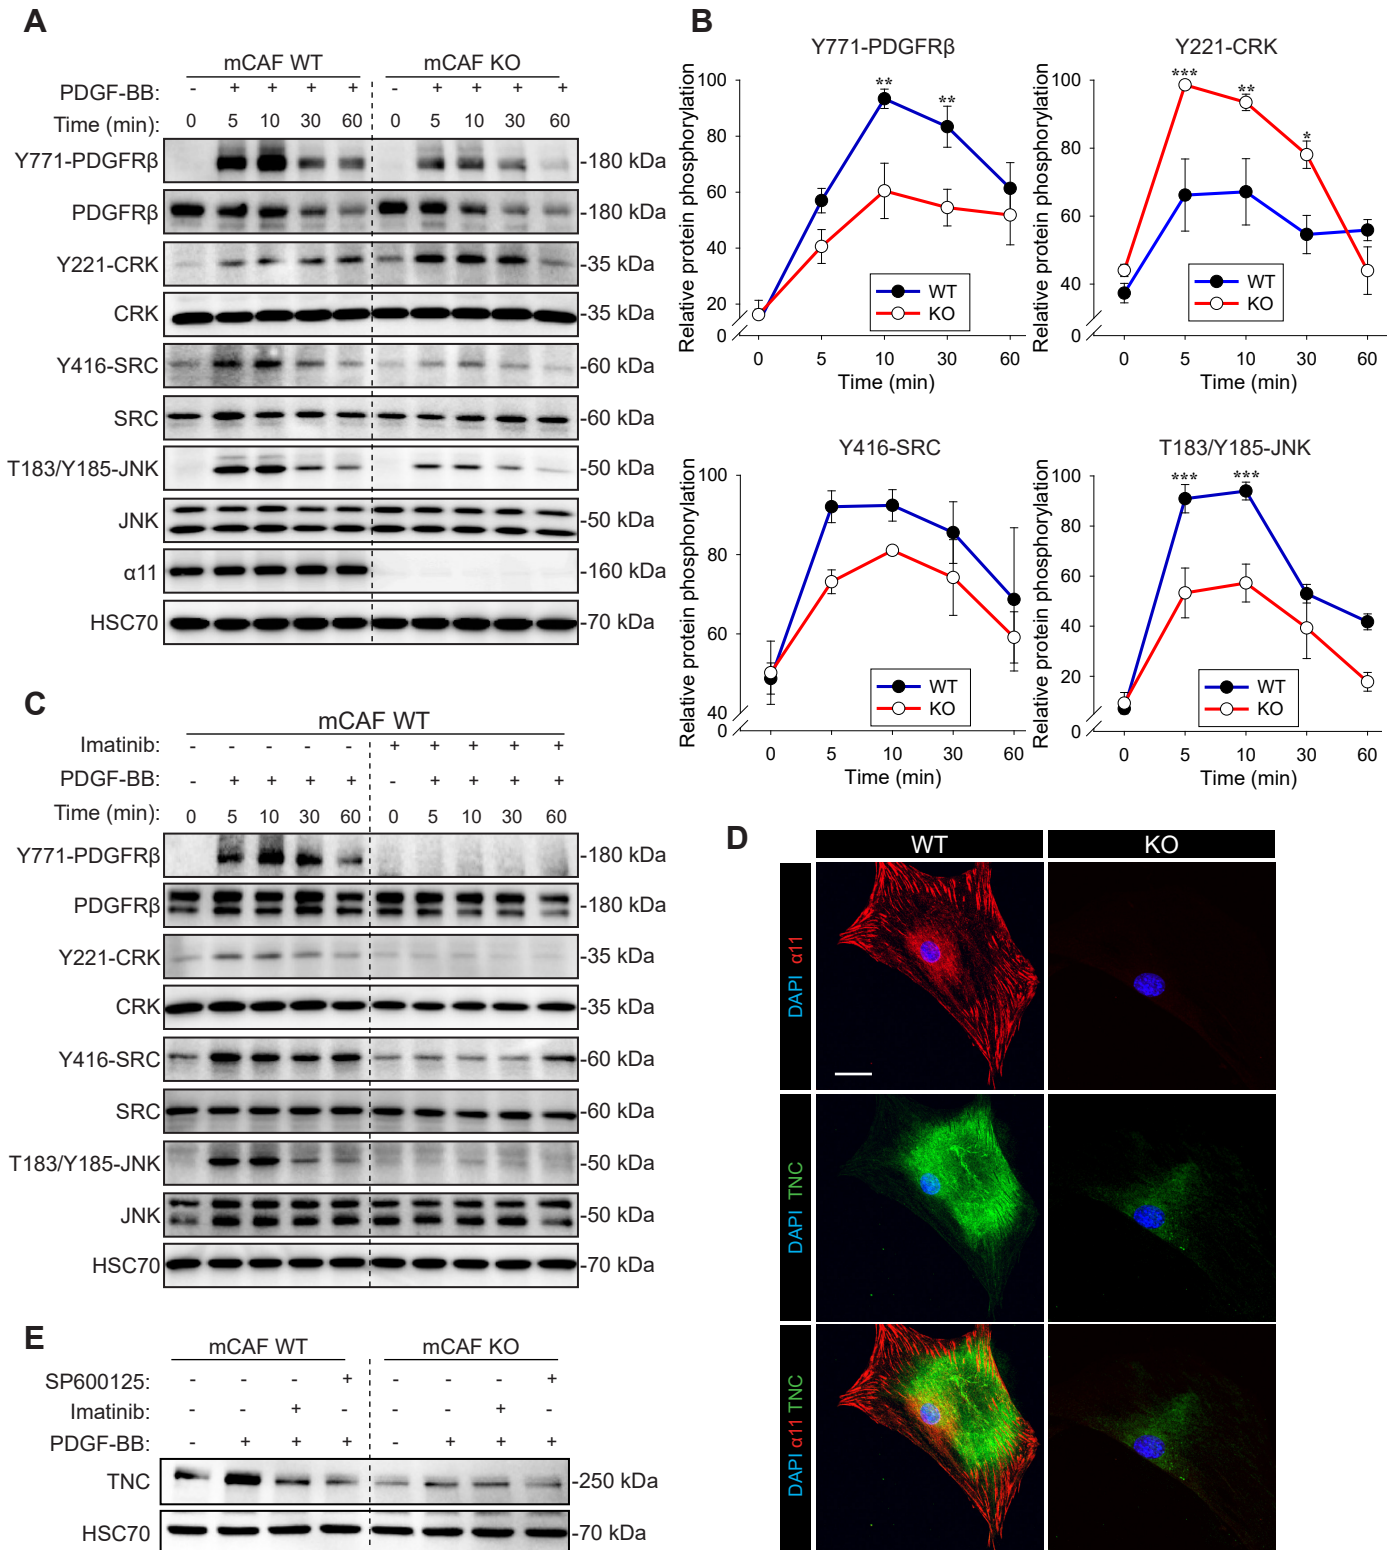 A
mCAF WT mCAF KO
PDGF-BB: - + + + + - + + + +
Time (min): 0 5 10 30 60 0 5 10 30 60
Y771-PDGFRβ -180 kDa
PDGFRβ -180 kDa
Y221-CRK -35 kDa
CRK -35 kDa
Y416-SRC -60 kDa
SRC -60 kDa
T183/Y185-JNK -50 kDa
JNK -50 kDa
α11 -160 kDa
HSC70 -70 kDa
B
Y771-PDGFRβ
Relative protein phosphorylation
100
80
60
40
20
0
** **
WT
KO
0 5 10 30 60
Time (min)
Y221-CRK
Relative protein phosphorylation
100
80
60
40
0
*** ** *
WT
KO
0 5 10 30 60
Time (min)
Y416-SRC
Relative protein phosphorylation
100
80
60
40
0
WT
KO
0 5 10 30 60
Time (min)
T183/Y185-JNK
Relative protein phosphorylation
100
80
60
40
20
0
*** ***
WT
KO
0 5 10 30 60
Time (min)
C
mCAF WT
Imatinib: - - - - - + + + + +
PDGF-BB: - + + + + - + + + +
Time (min): 0 5 10 30 60 0 5 10 30 60
Y771-PDGFRβ -180 kDa
PDGFRβ -180 kDa
Y221-CRK -35 kDa
CRK -35 kDa
Y416-SRC -60 kDa
SRC -60 kDa
T183/Y185-JNK -50 kDa
JNK -50 kDa
HSC70 -70 kDa
D
WT KO
DAPI α11
DAPI TNC
DAPI α11 TNC
E
mCAF WT mCAF KO
SP600125: - - - + - - - +
Imatinib: - - + - - - + -
PDGF-BB: - + + + - + + +
TNC -250 kDa
HSC70 -70 kDa